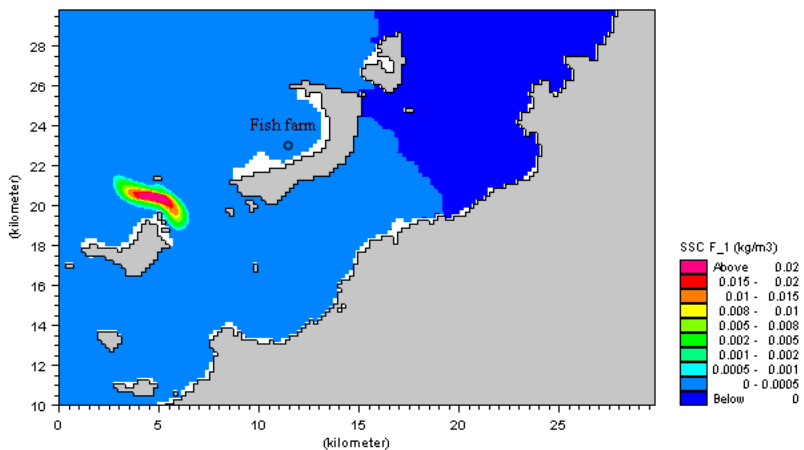 28
26
24
22
20
18
16
14
12
10
(kilometer)
Fish farm
0
5
10
15
20
25
(kilometer)
SSC F_1 (kg/m3)
Above 0.02
0.015 - 0.02
0.01 - 0.015
0.008 - 0.01
0.005 - 0.008
0.002 - 0.005
0.001 - 0.002
0.0005 - 0.001
0 - 0.0005
Below 0